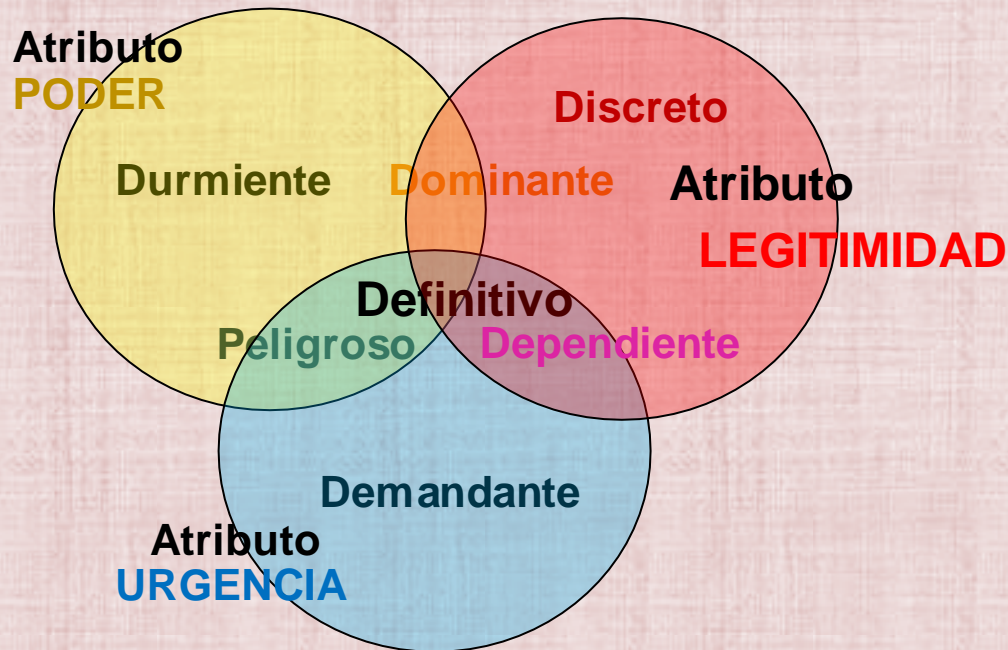 Atributo
PODER
Discreto
Durmiente
Dominante
Atributo
LEGITIMIDAD
Definitivo
Peligroso
Dependiente
Demandante
Atributo
URGENCIA